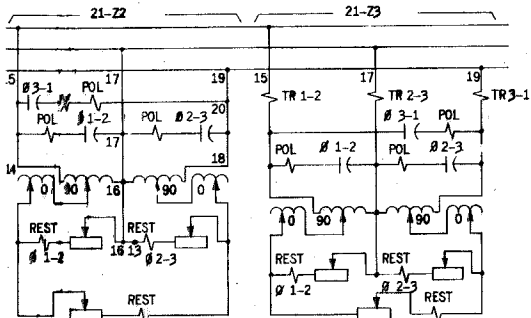 21-Z2 21-Z3
5 17 19 15 17 19
Ø 3-1 POL 20 TR 1-2 TR 2-3 TR 3-1
POL Ø 1-2 17 POL Ø 2-3 Ø 3-1 POL
18 POL Ø 1-2 POL Ø 2-3
14 0 90 16 90 0
0 90 90 0
REST 16 13 REST
Ø 1-2 Ø 2-3 REST REST
Ø 1-2 Ø 2-3
REST REST